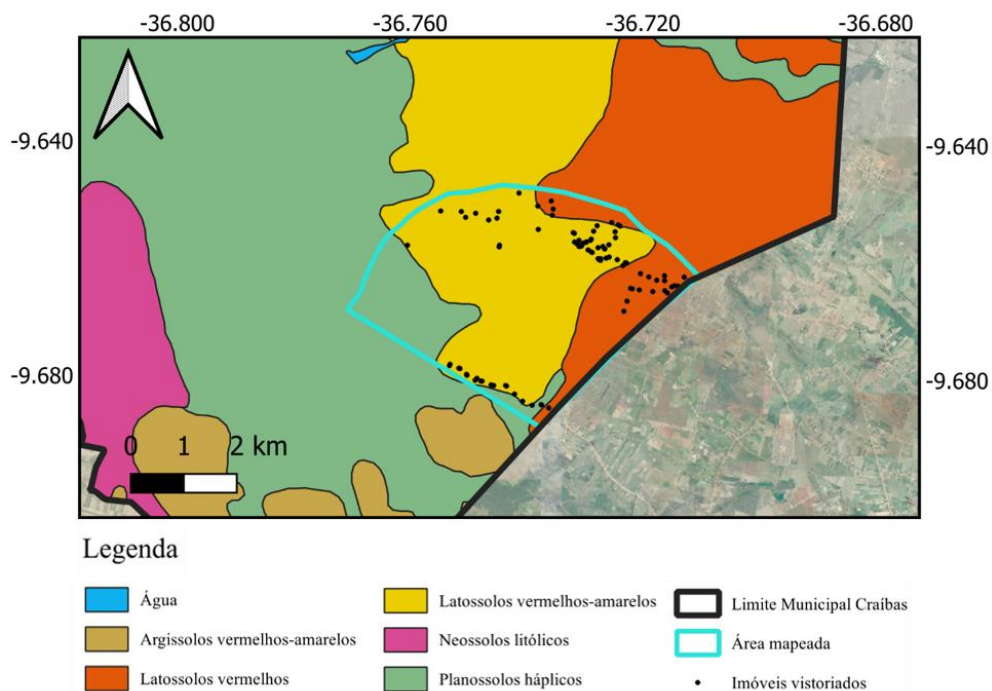 -36.800 -36.760 -36.720 -36.680
-9.640 -9.640
-9.680 -9.680
0 1 2 km
Legenda
Água Latossolos vermelhos-amarelos Limite Municipal Craíbas
Argissolos vermelhos-amarelos Neossolos litólicos Área mapeada
Latossolos vermelhos Planossolos háplicos Imóveis vistoriados